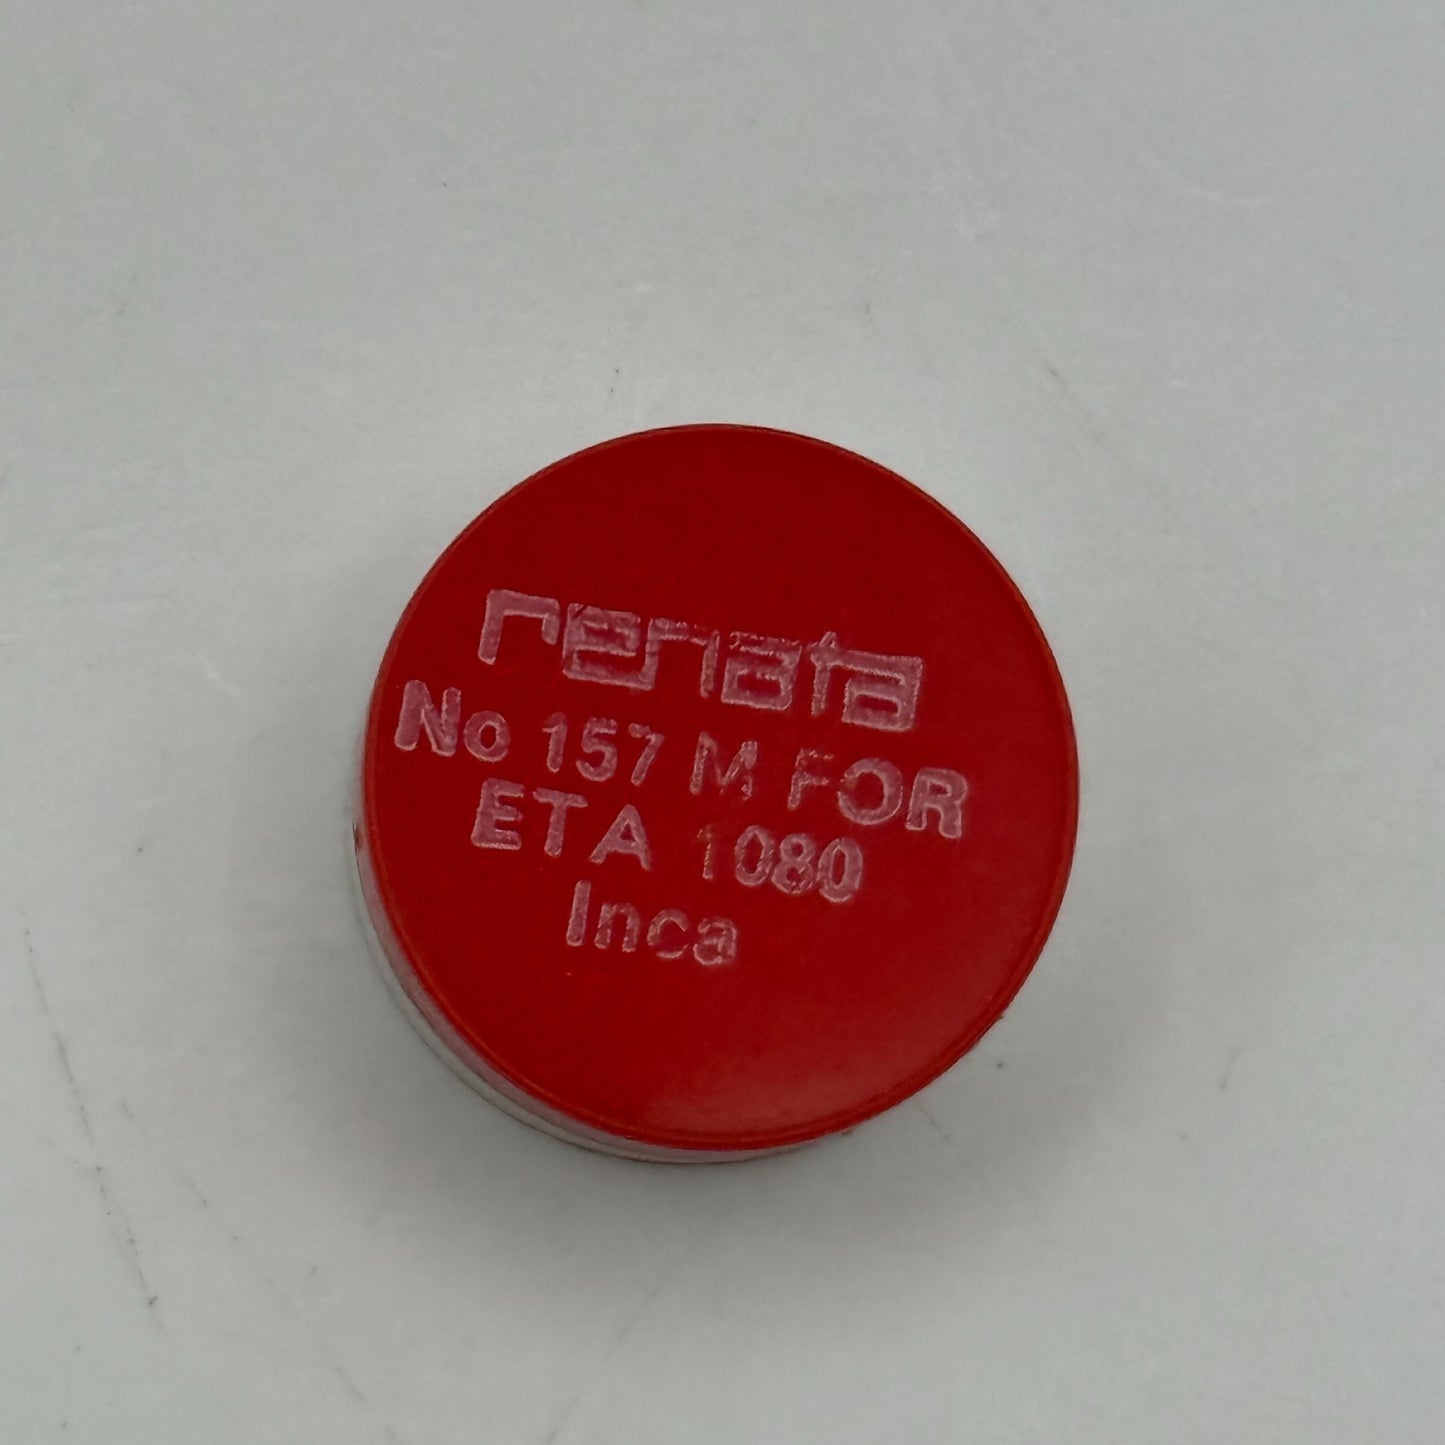 renata
No 157 M FOR
ETA 1080
Inca